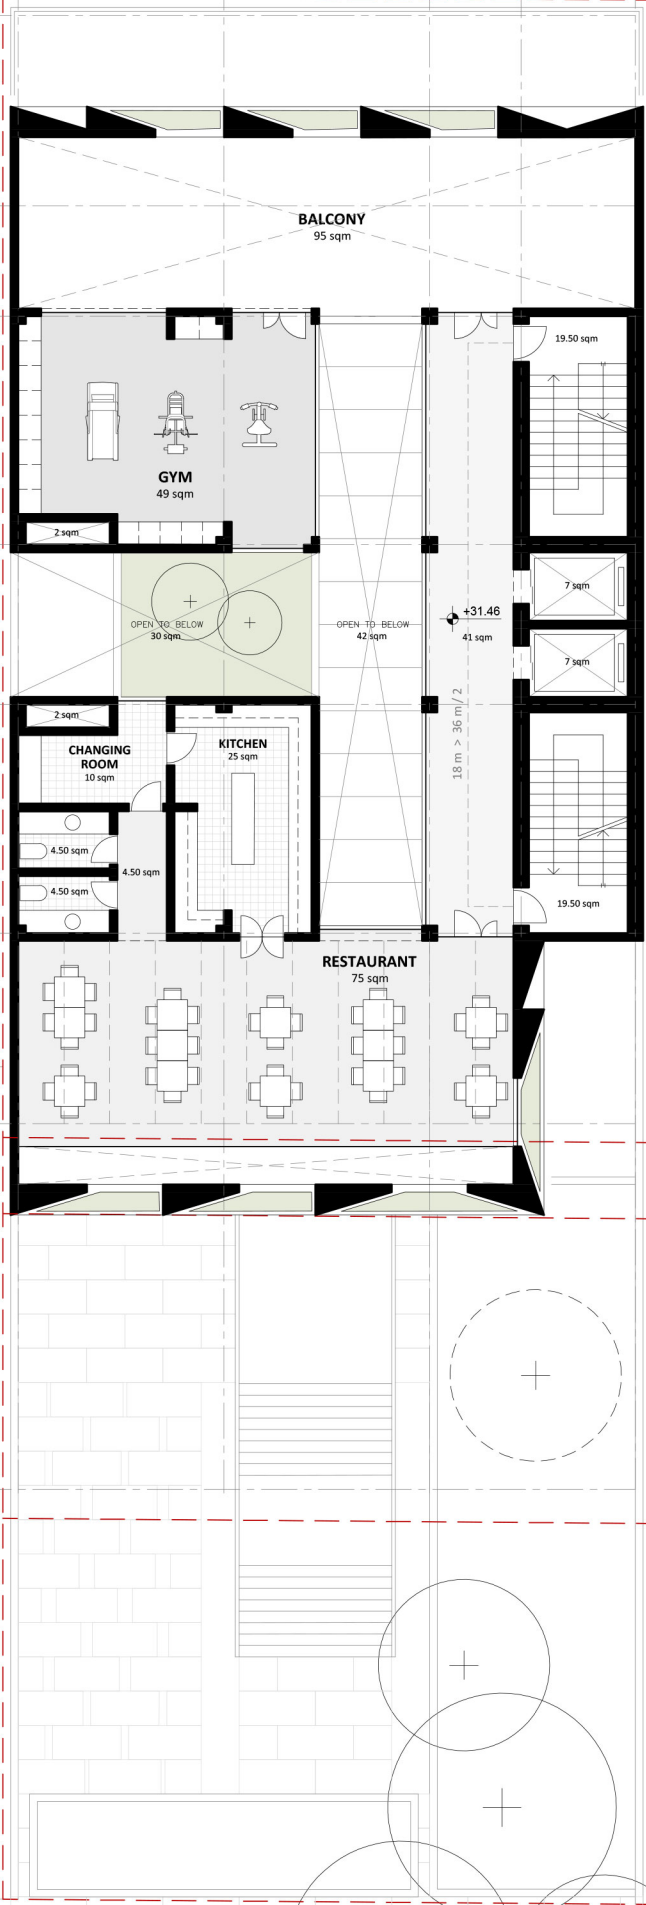 BALCONY
95 sqm
19.50 sqm
GYM
49 sqm
2 sqm
7 sqm
+31.46
OPEN TO BELOW
30 sqm
OPEN TO BELOW
42 sqm
41 sqm
7 sqm
18 m > 36 m / 2
2 sqm
CHANGING
ROOM
10 sqm
KITCHEN
25 sqm
4.50 sqm
4.50 sqm
4.50 sqm
19.50 sqm
RESTAURANT
75 sqm